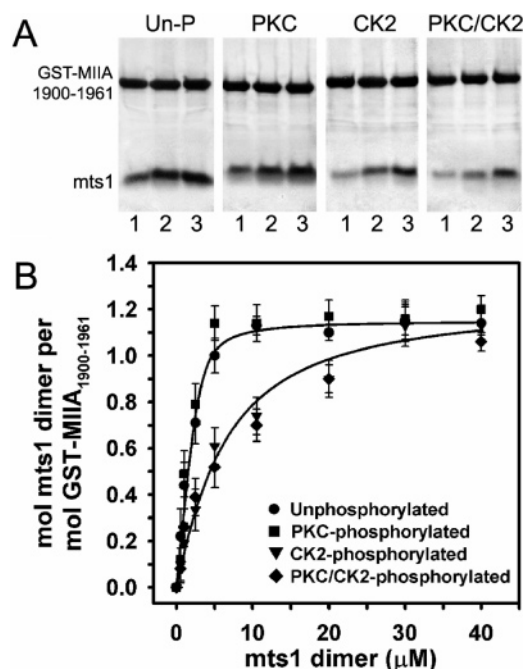 A
Un-P PKC CK2 PKC/CK2
GST-MIIA
1900-1961
mts1
1 2 3 1 2 3 1 2 3 1 2 3
B
mol mts1 dimer per
mol GST-MIIA1900-1961
1.4
1.2
1.0
0.8
0.6
0.4
0.2
0.0
Unphosphorylated
PKC-phosphorylated
CK2-phosphorylated
PKC/CK2-phosphorylated
0 10 20 30 40
mts1 dimer (μM)